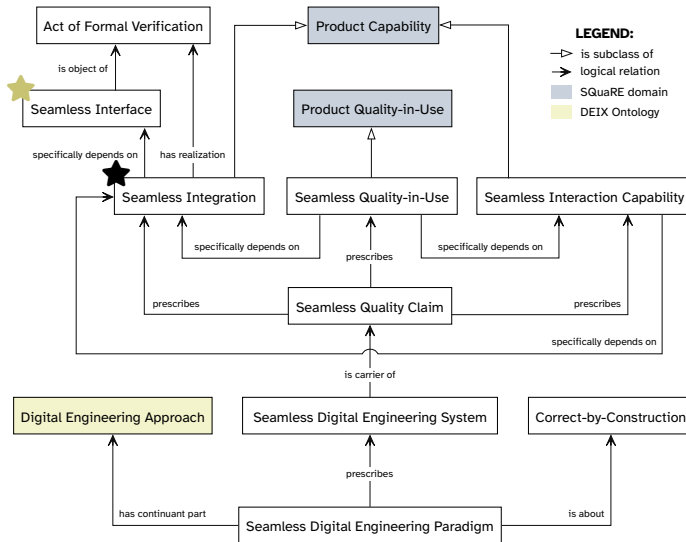 Act of Formal Verification
Product Capability
LEGEND:
is subclass of
logical relation
SQuaRE domain
DEIX Ontology
is object of
Seamless Interface
Product Quality-in-Use
specifically depends on
has realization
Seamless Integration
Seamless Quality-in-Use
Seamless Interaction Capability
specifically depends on
specifically depends on
prescribes
prescribes
Seamless Quality Claim
prescribes
specifically depends on
is carrier of
Digital Engineering Approach
Seamless Digital Engineering System
Correct-by-Construction
prescribes
has continuant part
is about
Seamless Digital Engineering Paradigm